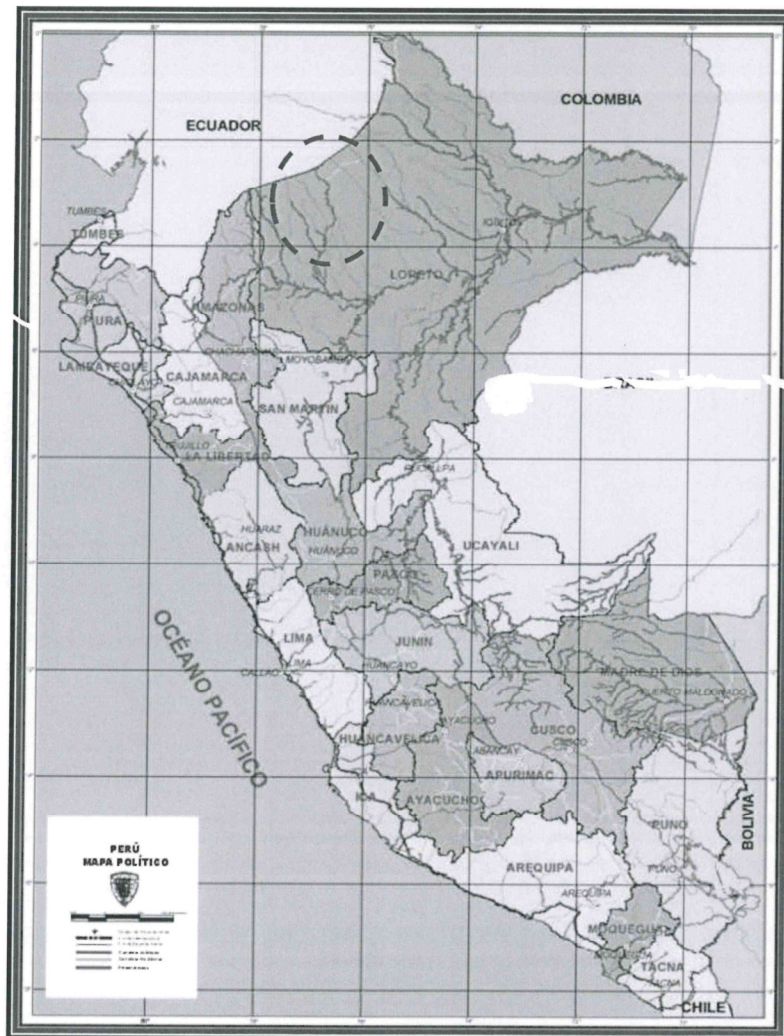 COLOMBIA
ECUADOR
TUMBES
TUMBES
IQUITOS
LORETO
PIURA
AMAZONAS
PIURA
CHACHAPOYAS
MOYOBAMBA
LAMBAYEQUE
CAJAMARCA
CHICLAYO
CAJAMARCA
SAN MARTIN
TRUJILLO
LA LIBERTAD
PUCALLPA
HUARAZ
HUÁNUCO
ANCASH
HUÁNUCO
UCAYALI
PASCO
CERRO DE PASCO
LIMA
JUNIN
LIMA
HUANCAYO
MADRE DE DIOS
CALLAO
PUERTO MALDONADO
HUANCAVELICA
AYACUCHO
CUSCO
OCÉANO PACÍFICO
HUANCAVELICA
CUSCO
ABANCAY
ICA
APURIMAC
ICA
AYACUCHO
PUNO
BOLIVIA
AREQUIPA
PUNO
AREQUIPA
MOQUEGUA
MOQUEGUA
TACNA
TACNA
CHILE
PERÚ
MAPA POLÍTICO